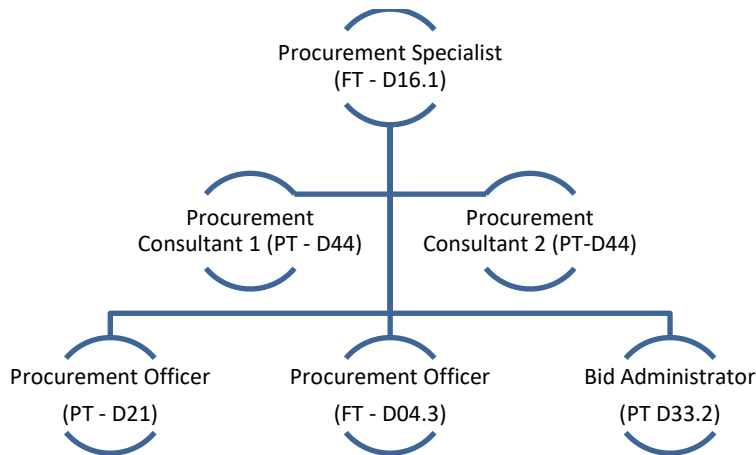 Procurement Specialist
(FT - D16.1)
Procurement
Consultant 1 (PT - D44)
Procurement
Consultant 2 (PT-D44)
Procurement Officer
(PT - D21)
Procurement Officer
(FT - D04.3)
Bid Administrator
(PT D33.2)